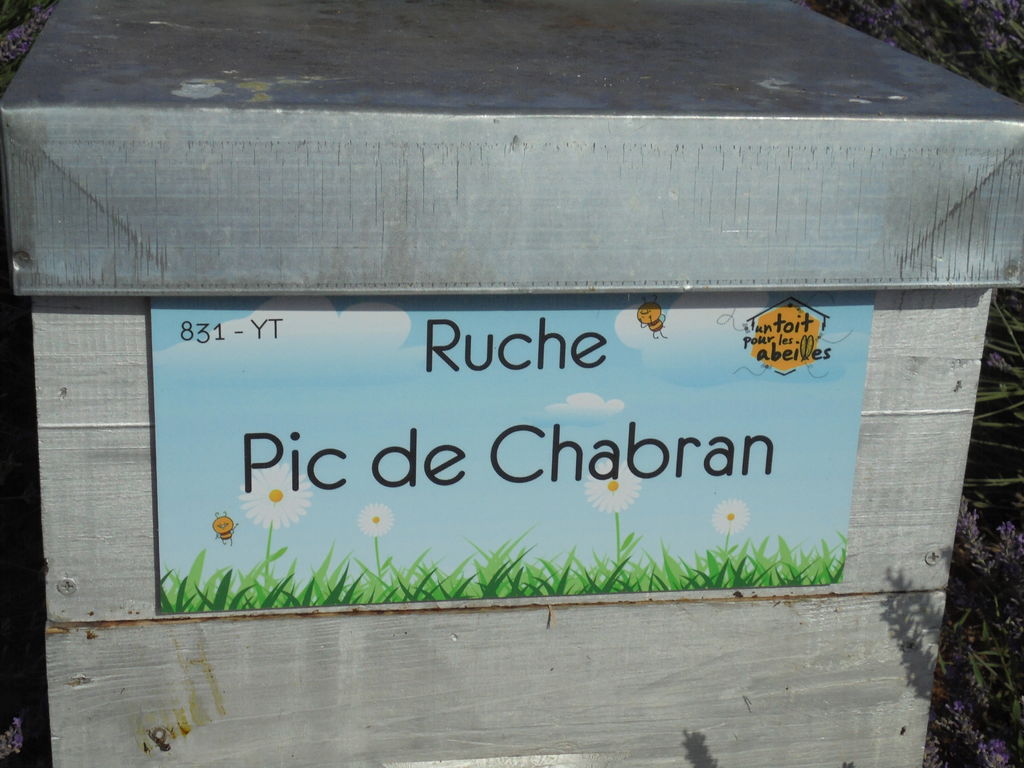 831 - YT
Ruche
un toit
pour les
abeilles
Pic de Chabran